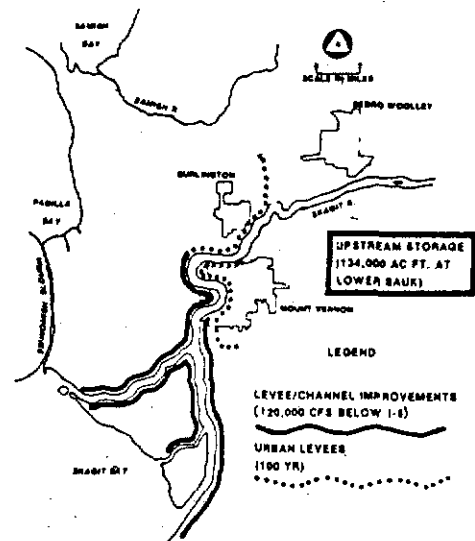 SAMISH
BAY
SAMISH R.
SCALE IN MILES
SEDRO WOOLLEY
BURLINGTON
PADILLA
BAY
SKAGIT R.
UPSTREAM STORAGE
(134,000 AC FT. AT
LOWER SAUK)
MOUNT VERNON
LEGEND
LEVEE/CHANNEL IMPROVEMENTS
(120,000 CFS BELOW I-5)
URBAN LEVEES
(100 YR)
SKAGIT BAY